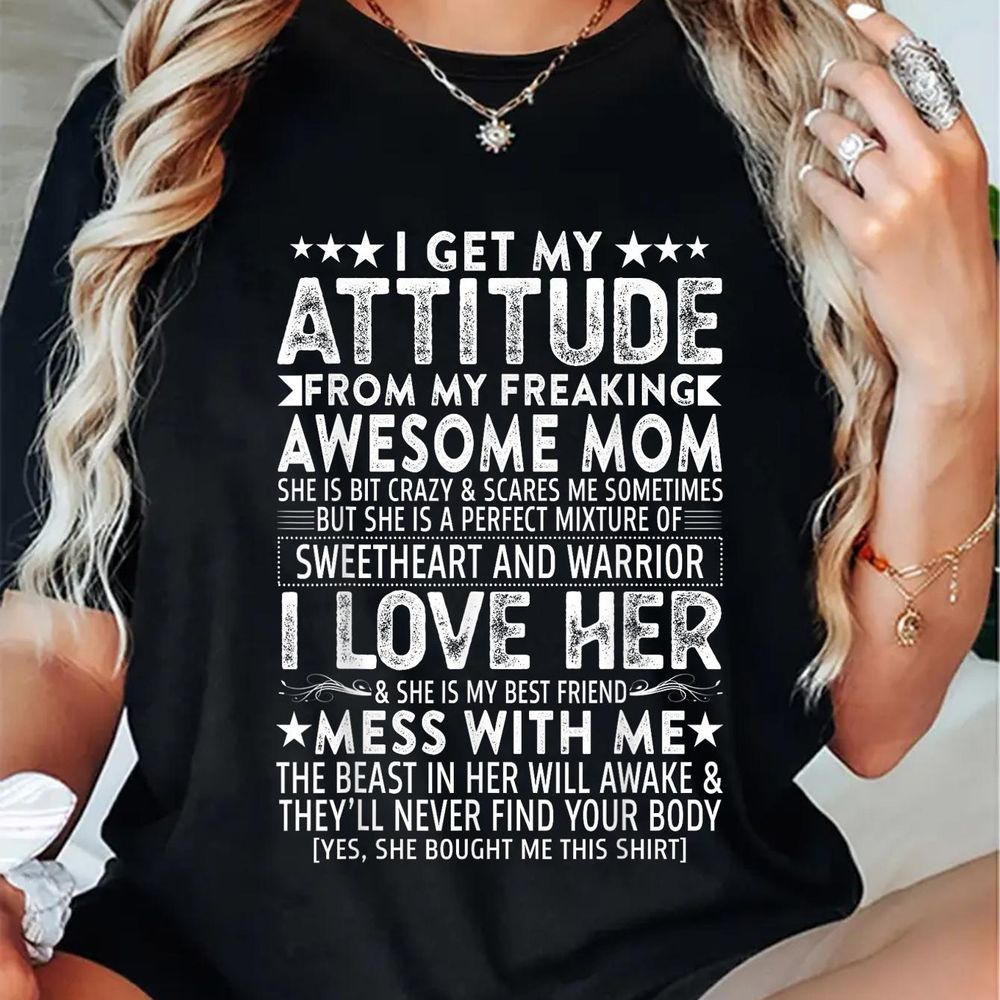 I GET MY
ATTITUDE
FROM MY FREAKING
AWESOME MOM
SHE IS BIT CRAZY & SCARES ME SOMETIMES
BUT SHE IS A PERFECT MIXTURE OF
SWEETHEART AND WARRIOR
I LOVE HER
& SHE IS MY BEST FRIEND
MESS WITH ME
THE BEAST IN HER WILL AWAKE &
THEY'LL NEVER FIND YOUR BODY
[YES, SHE BOUGHT ME THIS SHIRT]